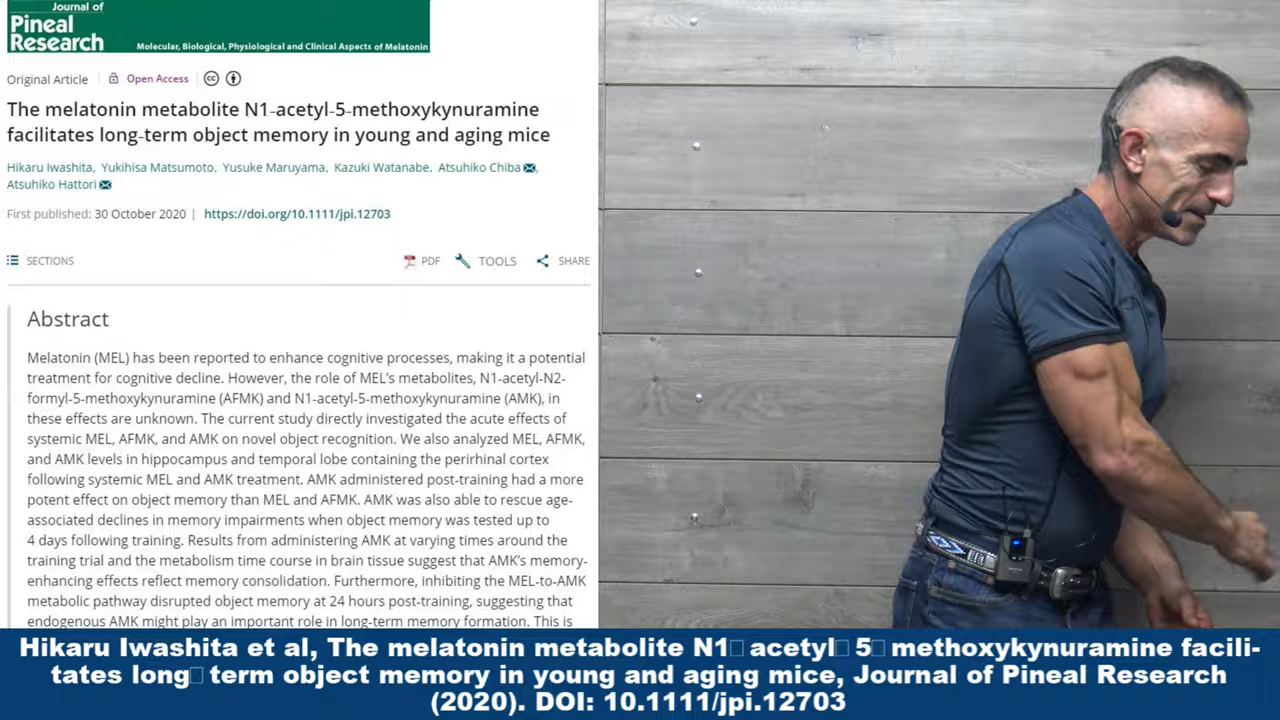 Journal of
Pineal
Research
Molecular, Biological, Physiological and Clinical Aspects of Melatonin
Original Article
Open Access
The melatonin metabolite N1-acetyl-5-methoxykynuramine
facilitates long-term object memory in young and aging mice
Hikaru Iwashita, Yukihisa Matsumoto, Yusuke Maruyama, Kazuki Watanabe, Atsuhiko Chiba,
Atsuhiko Hattori
First published: 30 October 2020 | https://doi.org/10.1111/jpi.12703
SECTIONS PDF TOOLS SHARE
Abstract
Melatonin (MEL) has been reported to enhance cognitive processes, making it a potential
treatment for cognitive decline. However, the role of MEL's metabolites, N1-acetyl-N2-
formyl-5-methoxykynuramine (AFMK) and N1-acetyl-5-methoxykynuramine (AMK), in
these effects are unknown. The current study directly investigated the acute effects of
systemic MEL, AFMK, and AMK on novel object recognition. We also analyzed MEL, AFMK,
and AMK levels in hippocampus and temporal lobe containing the perirhinal cortex
following systemic MEL and AMK treatment. AMK administered post-training had a more
potent effect on object memory than MEL and AFMK. AMK was also able to rescue age-
associated declines in memory impairments when object memory was tested up to
4 days following training. Results from administering AMK at varying times around the
training trial and the metabolism time course in brain tissue suggest that AMK's memory-
enhancing effects reflect memory consolidation. Furthermore, inhibiting the MEL-to-AMK
metabolic pathway disrupted object memory at 24 hours post-training, suggesting that
endogenous AMK might play an important role in long-term memory formation. This is
Hikaru Iwashita et al, The melatonin metabolite N1□acetyl□5□methoxykynuramine facili-
tates long□term object memory in young and aging mice, Journal of Pineal Research
(2020). DOI: 10.1111/jpi.12703